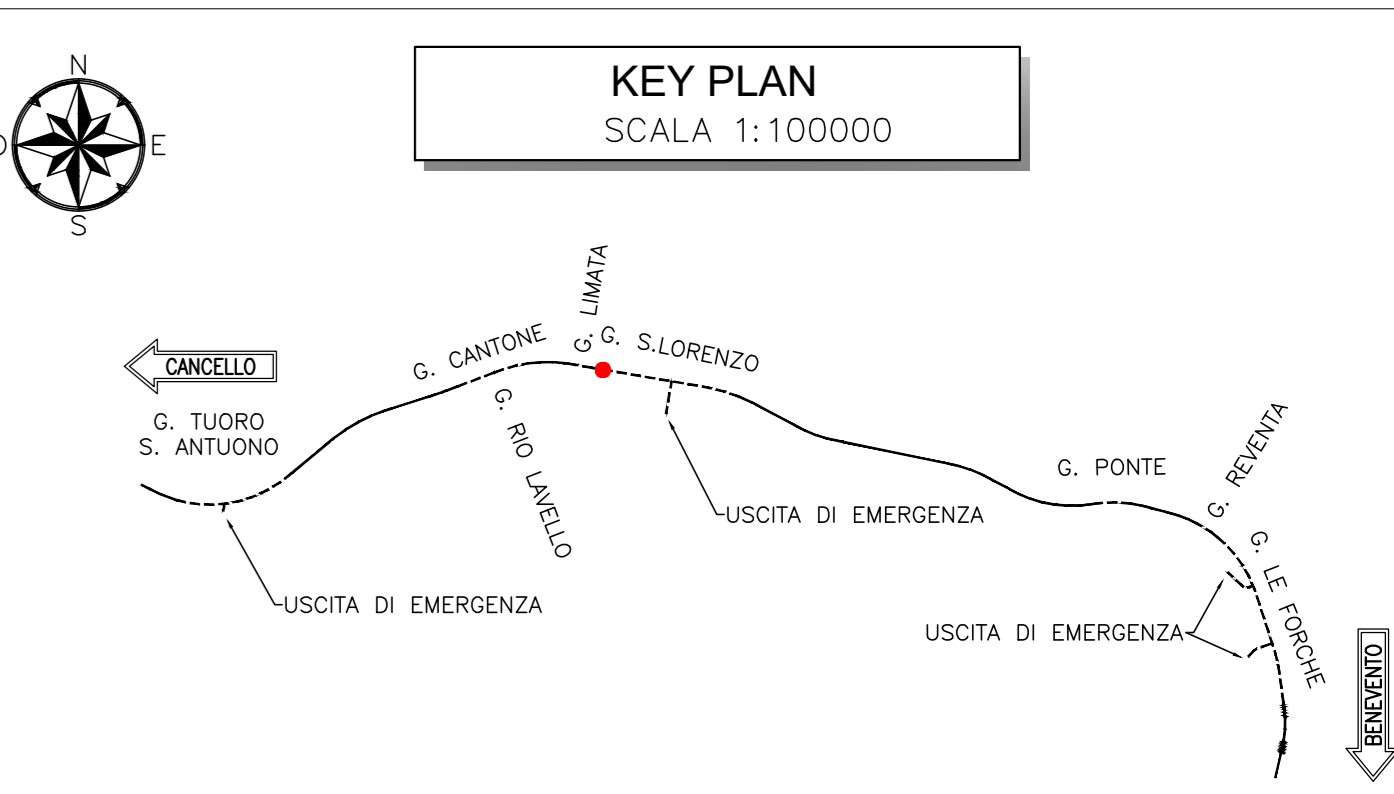 N
O
E
S
KEY PLAN
SCALA 1:100000
G. LIMATA
G. S.LORENZO
G. CANTONE
CANCELLO
G. TUORO
S. ANTUONO
G. RIO LAVELLO
USCITA DI EMERGENZA
USCITA DI EMERGENZA
G. PONTE
G. REVENTA
G. LE FORCHE
USCITA DI EMERGENZA
BENEVENTO